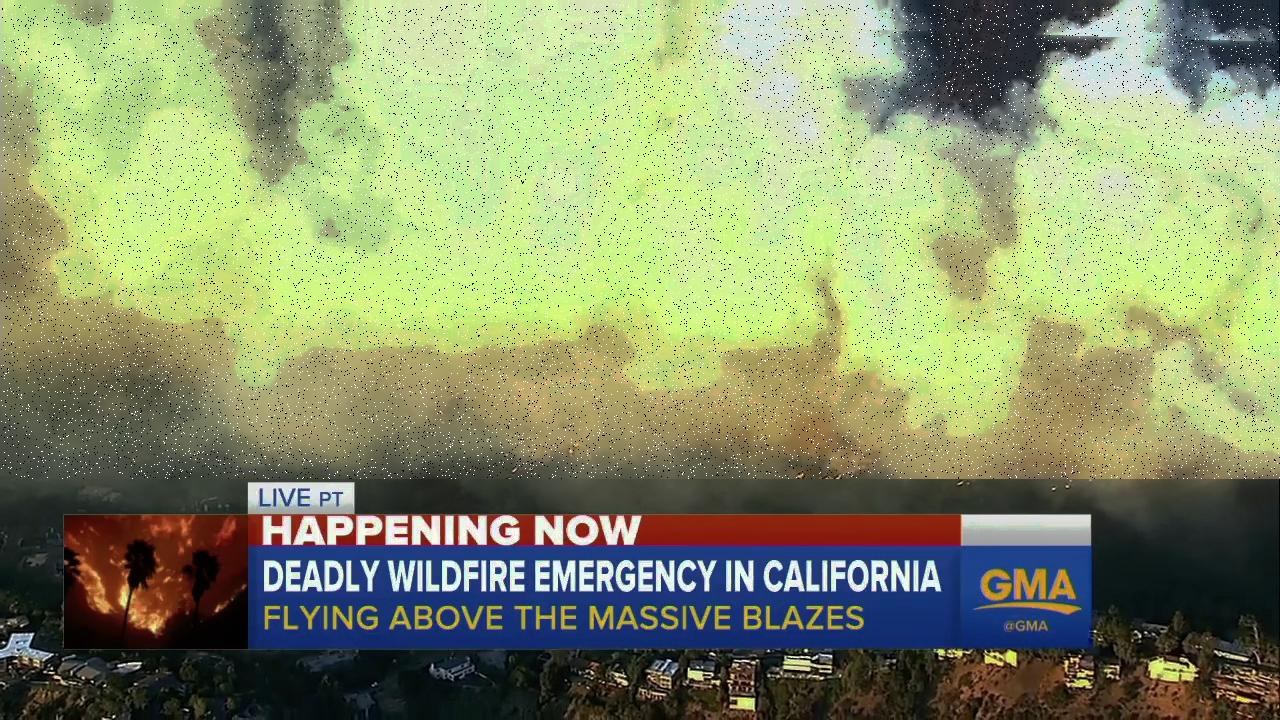 LIVE PT
HAPPENING NOW
DEADLY WILDFIRE EMERGENCY IN CALIFORNIA
FLYING ABOVE THE MASSIVE BLAZES
GMA
@GMA